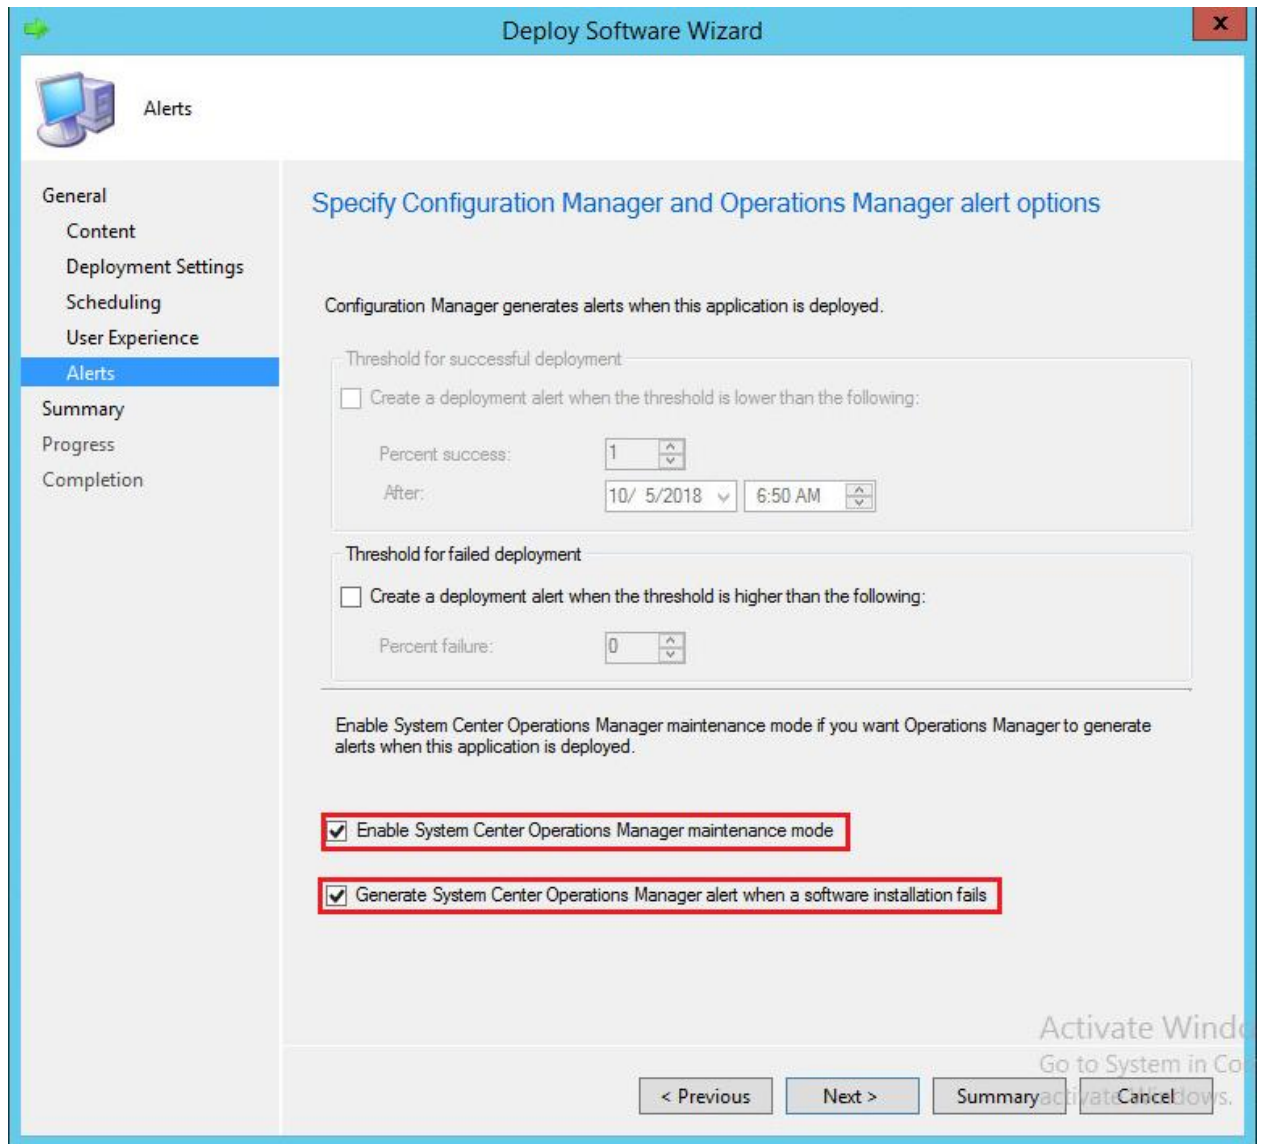 Deploy Software Wizard
x
Alerts
General
Content
Deployment Settings
Scheduling
User Experience
Alerts
Summary
Progress
Completion
Specify Configuration Manager and Operations Manager alert options
Configuration Manager generates alerts when this application is deployed.
Threshold for successful deployment
Create a deployment alert when the threshold is lower than the following:
Percent success: 1
After: 10/ 5/2018 6:50 AM
Threshold for failed deployment
Create a deployment alert when the threshold is higher than the following:
Percent failure: 0
Enable System Center Operations Manager maintenance mode if you want Operations Manager to generate
alerts when this application is deployed.
Enable System Center Operations Manager maintenance mode
Generate System Center Operations Manager alert when a software installation fails
Activate Windo
Go to System in Co
activate Windows.
< Previous Next > Summary Cancel